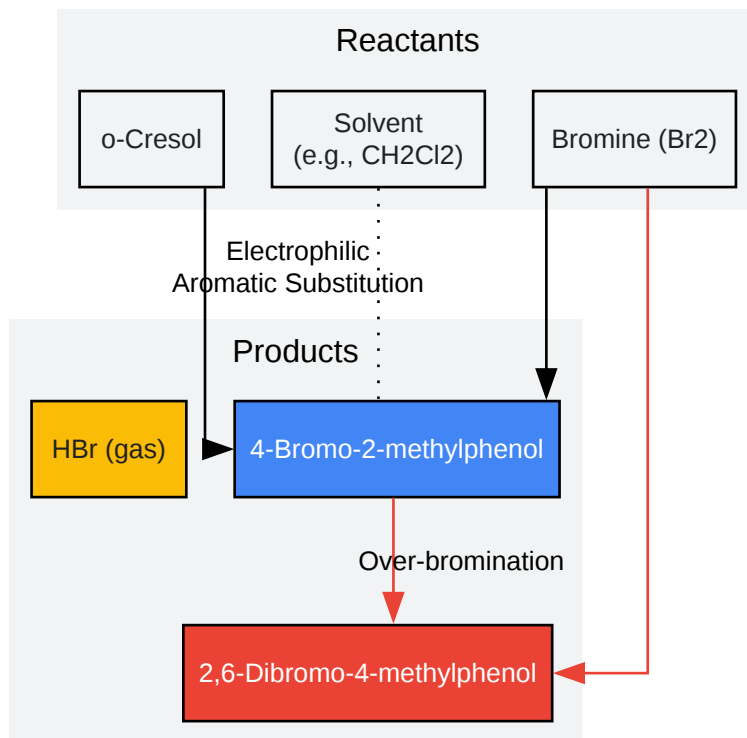 Reactants
o-Cresol
Solvent
(e.g., CH2Cl2)
Bromine (Br2)
Electrophilic
Aromatic Substitution
Products
HBr (gas)
4-Bromo-2-methylphenol
Over-bromination
2,6-Dibromo-4-methylphenol